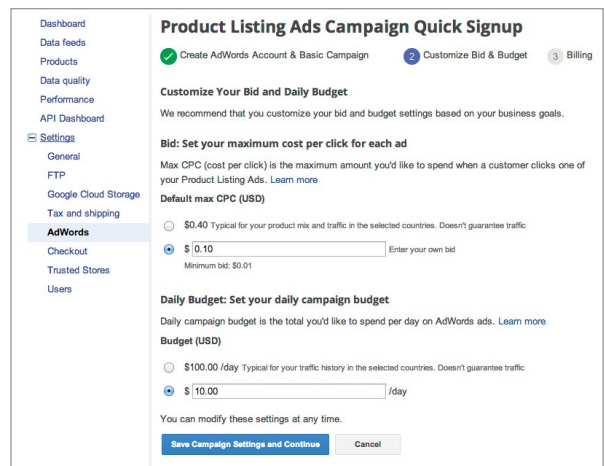 Dashboard
Data feeds
Products
Data quality
Performance
API Dashboard
Settings
General
FTP
Google Cloud Storage
Tax and shipping
AdWords
Checkout
Trusted Stores
Users
Product Listing Ads Campaign Quick Signup
Create AdWords Account & Basic Campaign
2 Customize Bid & Budget
3 Billing
Customize Your Bid and Daily Budget
We recommend that you customize your bid and budget settings based on your business goals.
Bid: Set your maximum cost per click for each ad
Max CPC (cost per click) is the maximum amount you'd like to spend when a customer clicks one of
your Product Listing Ads. Learn more
Default max CPC (USD)
$0.40 Typical for your product mix and traffic in the selected countries. Doesn't guarantee traffic
$ 0.10 Enter your own bid
Minimum bid: $0.01
Daily Budget: Set your daily campaign budget
Daily campaign budget is the total you'd like to spend per day on AdWords ads. Learn more
Budget (USD)
$100.00 /day Typical for your traffic history in the selected countries. Doesn't guarantee traffic
$ 10.00 /day
You can modify these settings at any time.
Save Campaign Settings and Continue
Cancel